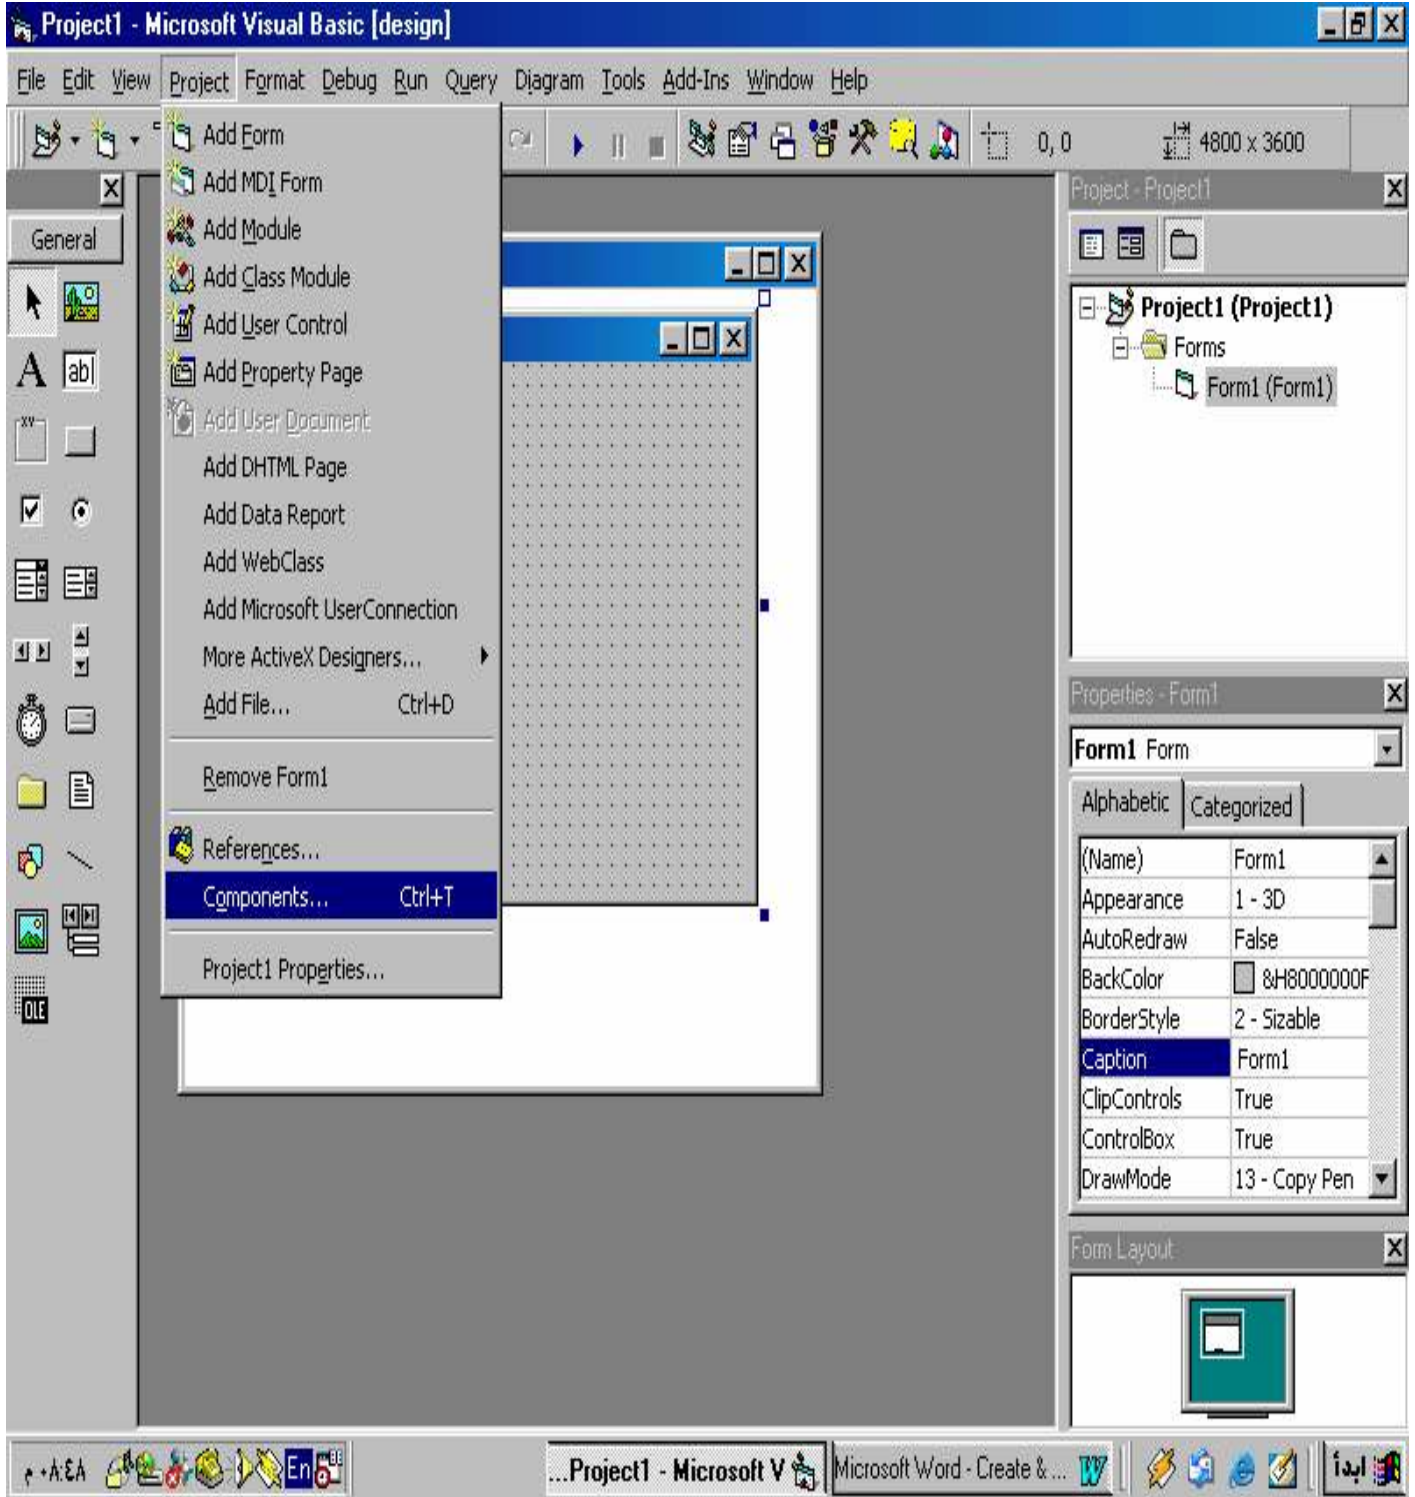 Project1 - Microsoft Visual Basic [design]
File Edit View Project Format Debug Run Query Diagram Tools Add-Ins Window Help
0, 0 4800 x 3600
General
A
abl
xv
OLE
Add Form
Add MDI Form
Add Module
Add Class Module
Add User Control
Add Property Page
Add User Document
Add DHTML Page
Add Data Report
Add WebClass
Add Microsoft UserConnection
More ActiveX Designers...
Add File... Ctrl+D
Remove Form1
References...
Components... Ctrl+T
Project1 Properties...
Project - Project1
Project1 (Project1)
Forms
Form1 (Form1)
Properties - Form1
Form1 Form
Alphabetic Categorized
(Name) Form1
Appearance 1 - 3D
AutoRedraw False
BackColor &H8000000F
BorderStyle 2 - Sizable
Caption Form1
ClipControls True
ControlBox True
DrawMode 13 - Copy Pen
Form Layout
٠٨:٤٨ م En ...Project1 - Microsoft V Microsoft Word - Create & ... ابدأ